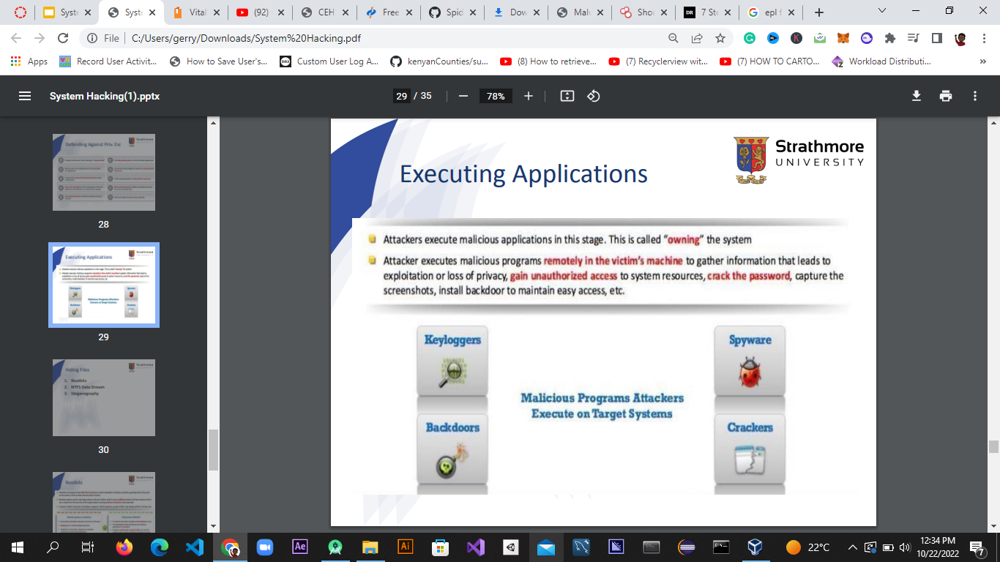 Syste
Syste
Vital
(92)
CEH
Free
Spid
Dow
Malw
Shoc
7 Ste
epl f
File
C:/Users/gerry/Downloads/System%20Hacking.pdf
Apps
Record User Activit...
How to Save User's...
Custom User Log A...
kenyanCounties/su...
(8) How to retrieve...
(7) Recyclerview wit...
(7) HOW TO CARTO...
Workload Distributi...
»
System Hacking(1).pptx
29 / 35
78%
Defending Against Priv Esc
28
Executing Applications
29
Hiding Files
1. Rootkits
2. NTFS Data Stream
3. Steganography
30
Rootkits
Strathmore
UNIVERSITY
Executing Applications
Attackers execute malicious applications in this stage. This is called “owning” the system
Attacker executes malicious programs remotely in the victim’s machine to gather information that leads to
exploitation or loss of privacy, gain unauthorized access to system resources, crack the password, capture the
screenshots, install backdoor to maintain easy access, etc.
Keyloggers
Spyware
Malicious Programs Attackers
Execute on Target Systems
Backdoors
Crackers
22°C
12:34 PM
10/22/2022
7